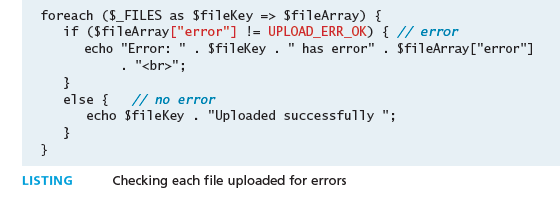 foreach ($_FILES as $fileKey => $fileArray) {
if ($fileArray["error"] != UPLOAD_ERR_OK) { // error
echo "Error: " . $fileKey . " has error" . $fileArray["error"]
. "<br>";
}
else { // no error
echo $fileKey . "Uploaded successfully ";
}
}
LISTING Checking each file uploaded for errors